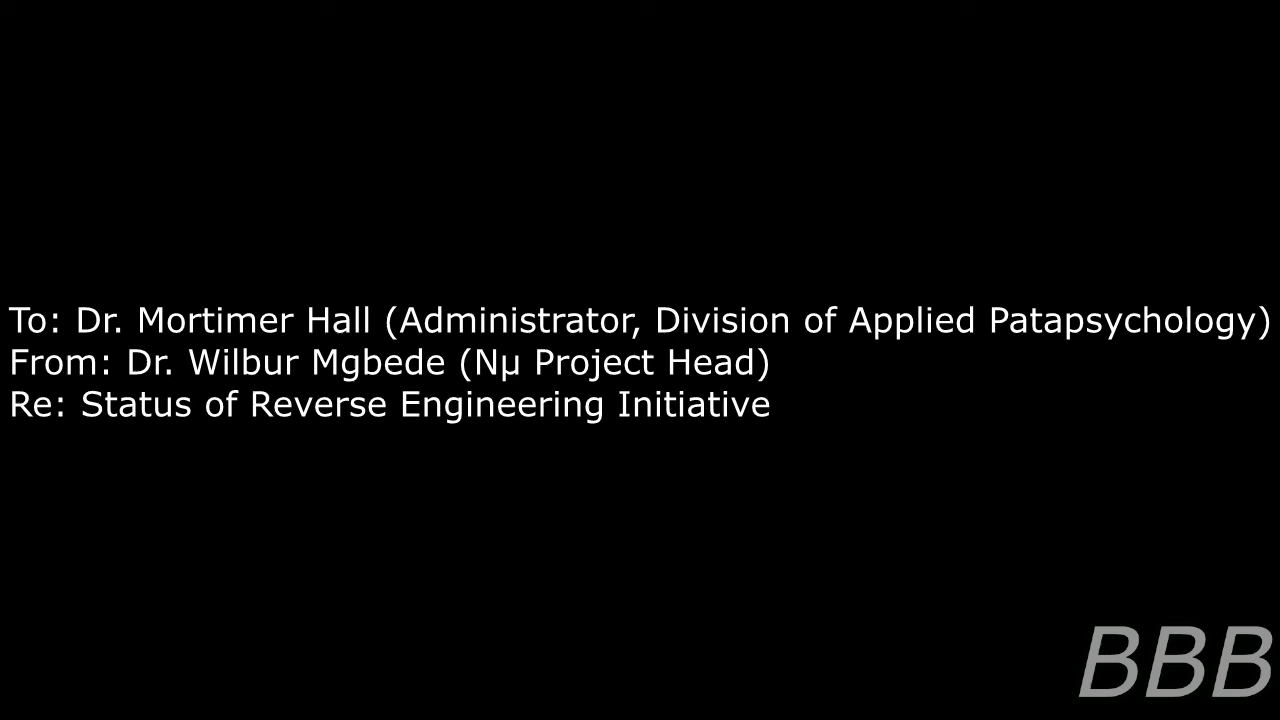 To: Dr. Mortimer Hall (Administrator, Division of Applied Patapsychology)
From: Dr. Wilbur Mgbede (Nµ Project Head)
Re: Status of Reverse Engineering Initiative
BBB